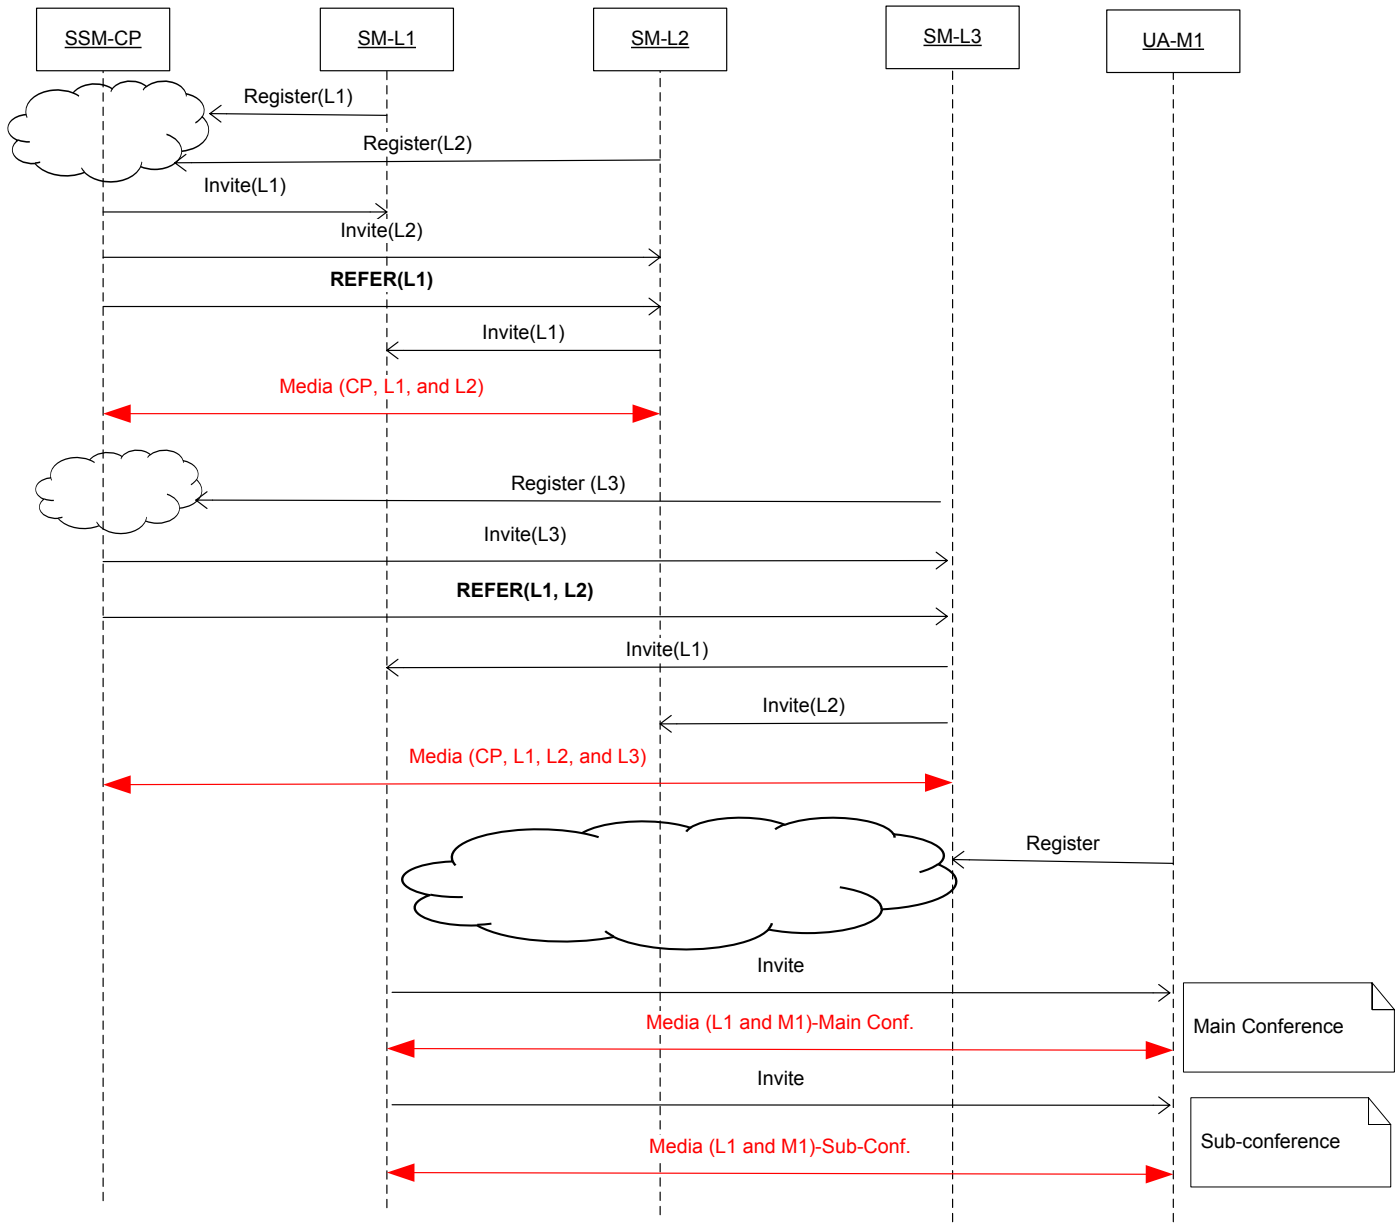 SSM-CP
SM-L1
SM-L2
SM-L3
UA-M1
Register(L1)
Register(L2)
Invite(L1)
Invite(L2)
REFER(L1)
Invite(L1)
Media (CP, L1, and L2)
Register (L3)
Invite(L3)
REFER(L1, L2)
Invite(L1)
Invite(L2)
Media (CP, L1, L2, and L3)
Register
Invite
Media (L1 and M1)-Main Conf.
Main Conference
Invite
Media (L1 and M1)-Sub-Conf.
Sub-conference